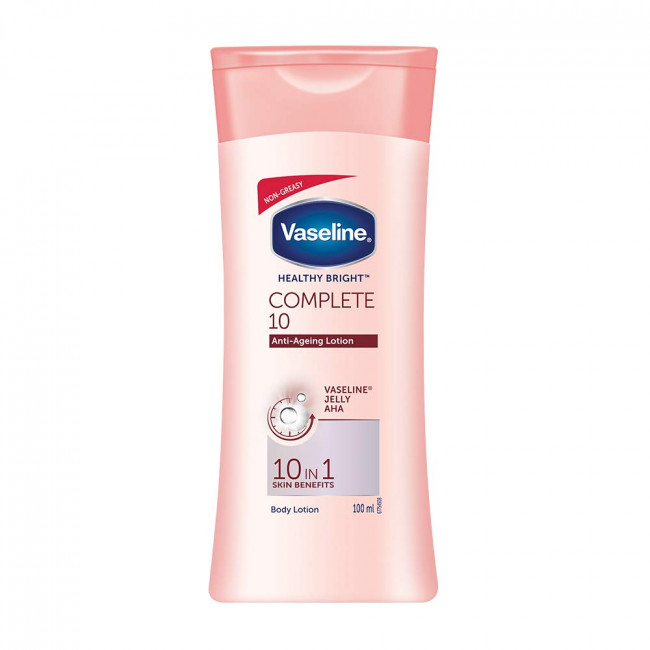 NON-GREASY
Vaseline®
HEALTHY BRIGHT™
COMPLETE
10
Anti-Ageing Lotion
VASELINE®
JELLY
AHA
10 IN 1
SKIN BENEFITS
Body Lotion 100 ml